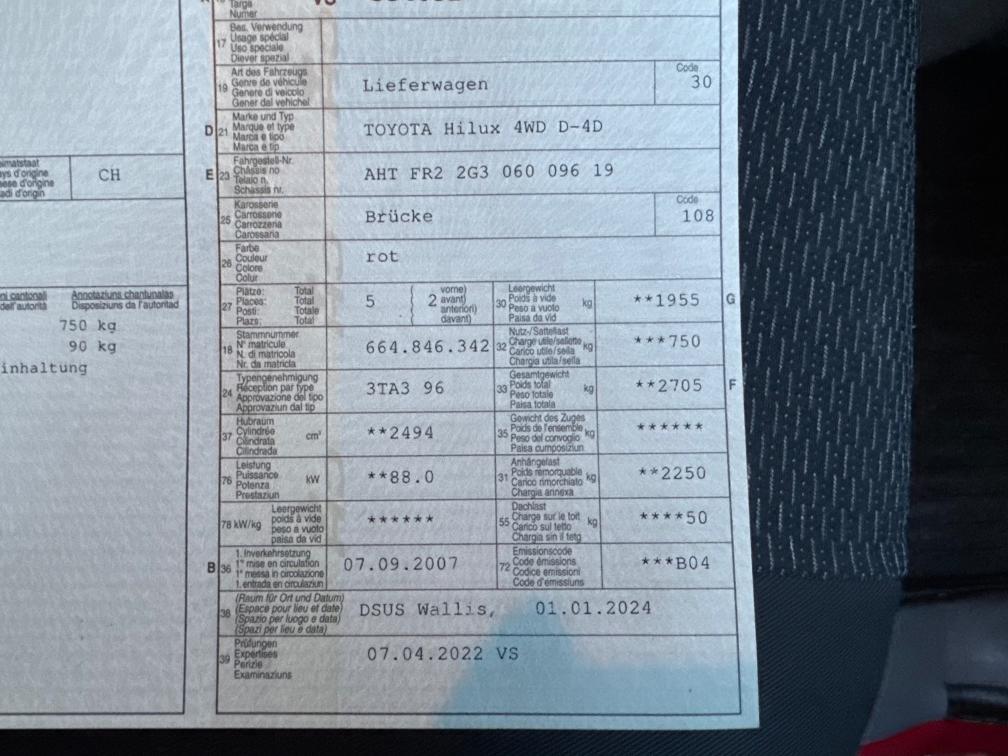 Targa
Numer
17
Bes. Verwendung
Usage spécial
Uso speciale
Diever spezial
19
Art des Fahrzeugs
Genre de véhicule
Genere di veicolo
Gener dal vehichel
Lieferwagen
Code
30
D 21
Marke und Typ
Marque et type
Marca e tipo
Marca e tip
TOYOTA Hilux 4WD D-4D
E 23
Fahrgestell-Nr.
Châssis no
Telaio n.
Schassis nr.
AHT FR2 2G3 060 096 19
25
Karosserie
Carrosserie
Carrozzeria
Carossaria
Brücke
Code
108
26
Farbe
Couleur
Colore
Colur
rot
27
Plätze: Total
Places: Total
Posti: Totale
Plazs: Total
5
2
vorne)
avant)
anteriori)
davant)
30
Leergewicht
Poids à vide
Peso a vuoto
Paisa da vid
kg
**1955
G
18
Stammnummer
N° matricule
N. di matricola
Nr. da matricla
664.846.342
32
Nutz-/Sattellast
Charge utile/sellette
Carico utile/sella
Chargia utila/sella
kg
***750
24
Typengenehmigung
Réception par type
Approvazione del tipo
Approvaziun dal tip
3TA3 96
33
Gesamtgewicht
Poids total
Peso totale
Paisa totala
kg
**2705
F
37
Hubraum
Cylindrée
Cilindrata
Cilindrada
cm³
**2494
35
Gewicht des Zuges
Poids de l'ensemble
Peso del convoglio
Paisa cumposiziun
kg
******
76
Leistung
Puissance
Potenza
Prestaziun
kW
**88.0
31
Anhängelast
Poids remorquable
Carico rimorchiato
Chargia annexa
kg
**2250
78 kW/kg
Leergewicht
poids à vide
peso a vuoto
paisa da vid
******
55
Dachlast
Charge sur le toit
Carico sul tetto
Chargia sin il tetg
kg
****50
B 36
1. Inverkehrsetzung
1re mise en circulation
1a messa in circolazione
1. entrada en circulaziun
07.09.2007
72
Emissionscode
Code émissions
Codice emissioni
Code d'emissiuns
***B04
38
(Raum für Ort und Datum)
(Espace pour lieu et date)
(Spazio per luogo e data)
(Spazi per lieu e data)
DSUS Wallis, 01.01.2024
39
Prüfungen
Expertises
Perizie
Examinaziuns
07.04.2022 VS
eimatstaat
ays d'origine
ese d'origine
adi d'origin
CH
ni cantonali
dell'autorità
Annotaziuns chantunalas
Disposiziuns da l'autoritad
750 kg
90 kg
inhaltung